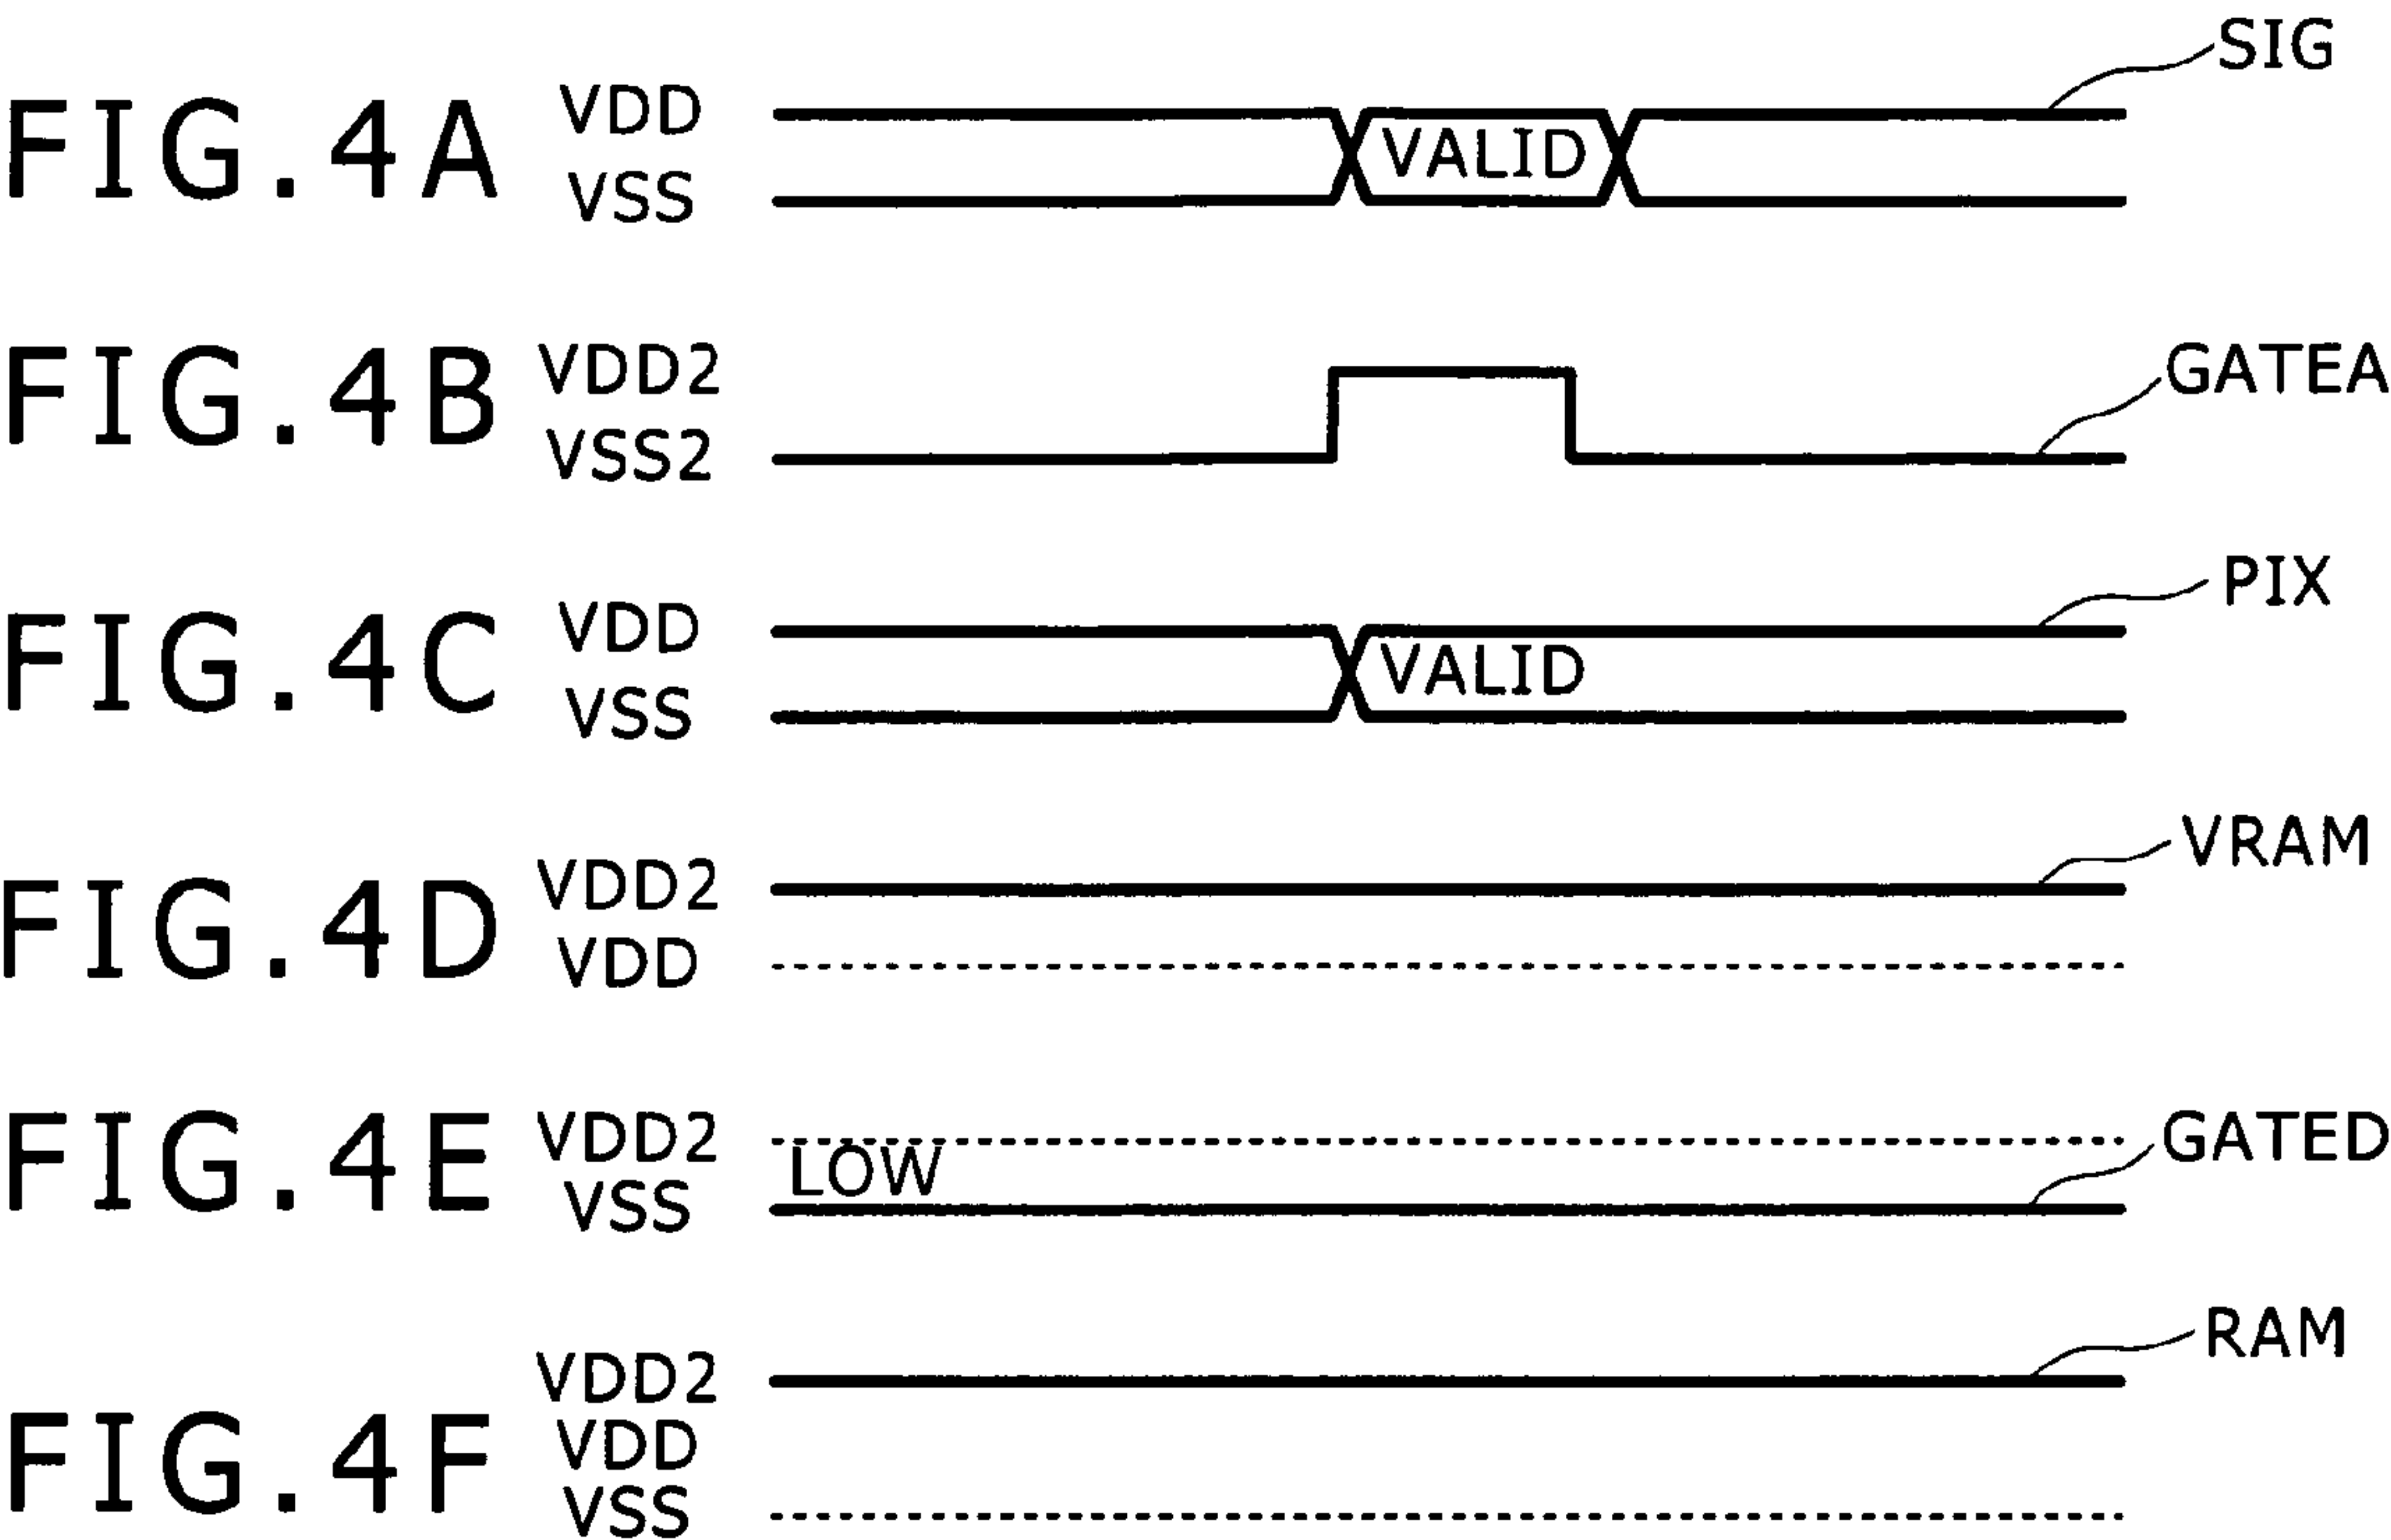 SIG
FIG.4A
VDD
VSS
VALID
FIG.4B
VDD2
VSS2
GATEA
FIG.4C
VDD
VSS
VALID
PIX
FIG.4D
VDD2
VDD
VRAM
FIG.4E
VDD2
VSS
LOW
GATED
FIG.4F
VDD2
VDD
VSS
RAM